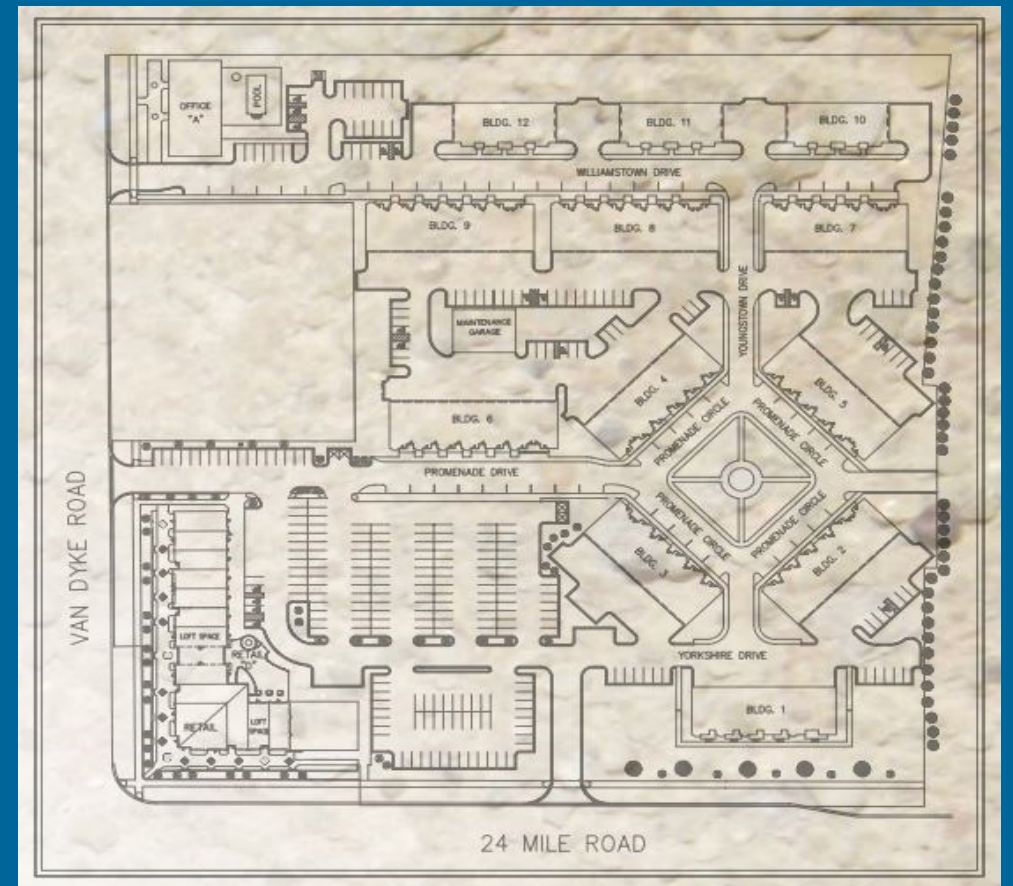 OFFICE
"A"
POOL
BLDG. 12
BLDG. 11
BLDG. 10
WILLIAMSTOWN DRIVE
BLDG. 9
BLDG. 8
BLDG. 7
YOUNGSTOWN DRIVE
MAINTENANCE
GARAGE
BLDG. 4
BLDG. 5
BLDG. 6
PROMENADE CIRCLE
PROMENADE CIRCLE
PROMENADE DRIVE
PROMENADE CIRCLE
PROMENADE CIRCLE
BLDG. 3
BLDG. 2
VAN DYKE ROAD
LOFT SPACE
RETAIL
YORKSHIRE DRIVE
BLDG. 1
RETAIL
LOFT
SPACE
24 MILE ROAD